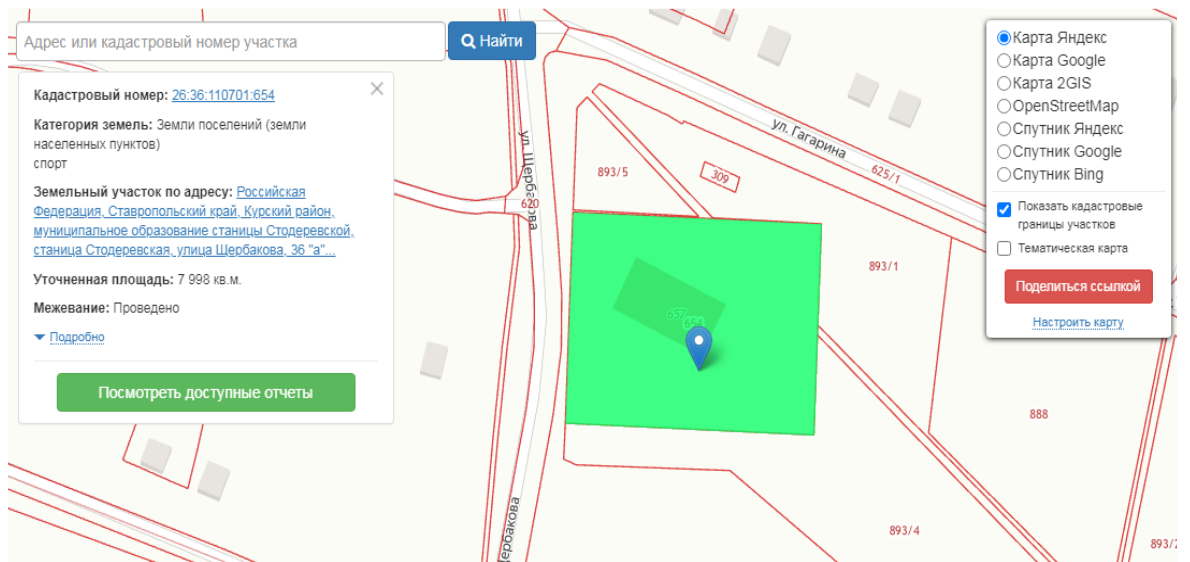 Адрес или кадастровый номер участка
Найти
Кадастровый номер: 26:36:110701:654
Категория земель: Земли поселений (земли
населенных пунктов)
спорт
Земельный участок по адресу: Российская
Федерация, Ставропольский край, Курский район,
муниципальное образование станицы Стодеревской,
станица Стодеревская, улица Щербакова, 36 "а"...
Уточненная площадь: 7 998 кв.м.
Межевание: Проведено
Подробно
Посмотреть доступные отчеты
ул. Щербакова
620
893/5
309
ул. Гагарина
625/1
893/1
657
654
888
893/4
Щербакова
Карта Яндекс
Карта Google
Карта 2GIS
OpenStreetMap
Спутник Яндекс
Спутник Google
Спутник Bing
Показать кадастровые
границы участков
Тематическая карта
Поделиться ссылкой
Настроить карту